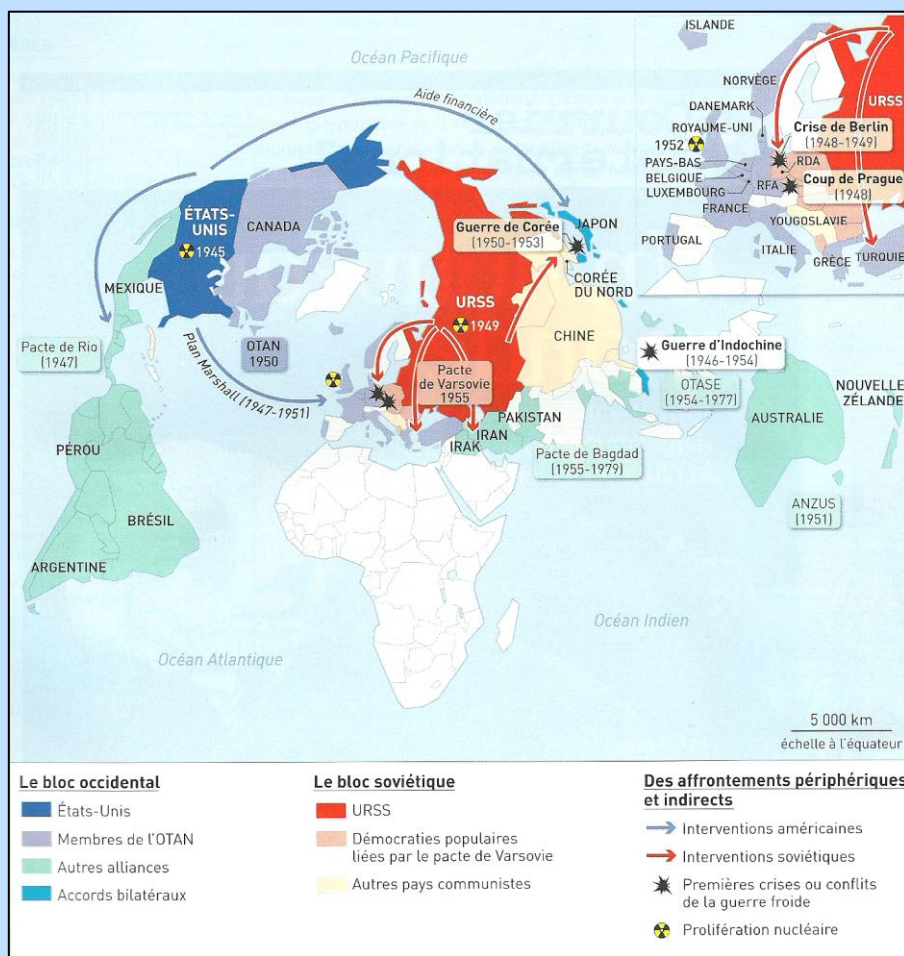 Océan Pacifique
Aide financière
ÉTATS-
UNIS
1945
CANADA
MEXIQUE
Pacte de Rio
(1947)
OTAN
1950
Plan Marshall (1947-1951)
PÉROU
BRÉSIL
ARGENTINE
Océan Atlantique
URSS
1949
Guerre de Corée
(1950-1953)
JAPON
CORÉE
DU NORD
CHINE
Pacte
de Varsovie
1955
PAKISTAN
IRAN
IRAK
Pacte de Bagdad
(1955-1979)
Guerre d'Indochine
(1946-1954)
OTASE
(1954-1977)
NOUVELLE
ZÉLANDE
AUSTRALIE
ANZUS
(1951)
Océan Indien
5 000 km
échelle à l'équateur
ISLANDE
NORVÈGE
DANEMARK
ROYAUME-UNI
1952
PAYS-BAS
BELGIQUE
LUXEMBOURG
FRANCE
PORTUGAL
URSS
Crise de Berlin
(1948-1949)
RDA
RFA
Coup de Prague
(1948)
YOUGOSLAVIE
ITALIE
GRÈCE
TURQUIE
Le bloc occidental
États-Unis
Membres de l'OTAN
Autres alliances
Accords bilatéraux
Le bloc soviétique
URSS
Démocraties populaires
liées par le pacte de Varsovie
Autres pays communistes
Des affrontements périphériques
et indirects
Interventions américaines
Interventions soviétiques
Premières crises ou conflits
de la guerre froide
Prolifération nucléaire